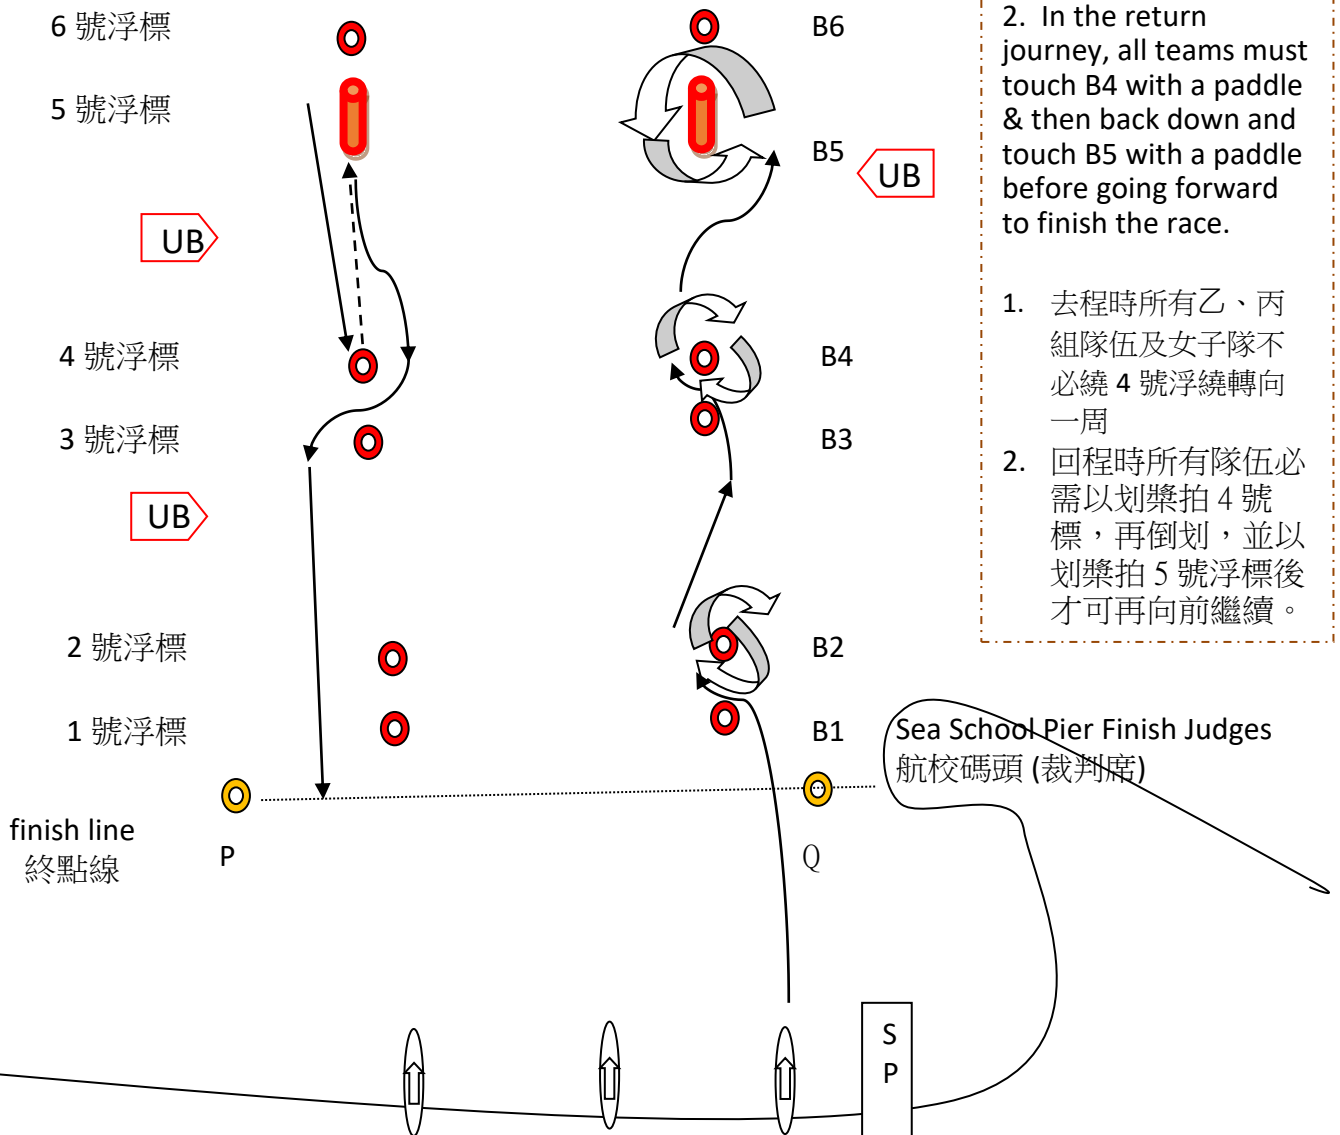 6 號浮標
B6
5 號浮標
B5
UB
UB
4 號浮標
B4
3 號浮標
B3
UB
2 號浮標
B2
1 號浮標
B1
finish line
終點線
P
Q
Sea School Pier Finish Judges
航校碼頭 (裁判席)
S
P
2. In the return
journey, all teams must
touch B4 with a paddle
& then back down and
touch B5 with a paddle
before going forward
to finish the race.
1. 去程時所有乙、丙
組隊伍及女子隊不
必繞 4 號浮繞轉向
一周
2. 回程時所有隊伍必
需以划槳拍 4 號
標，再倒划，並以
划槳拍 5 號浮標後
才可再向前繼續。